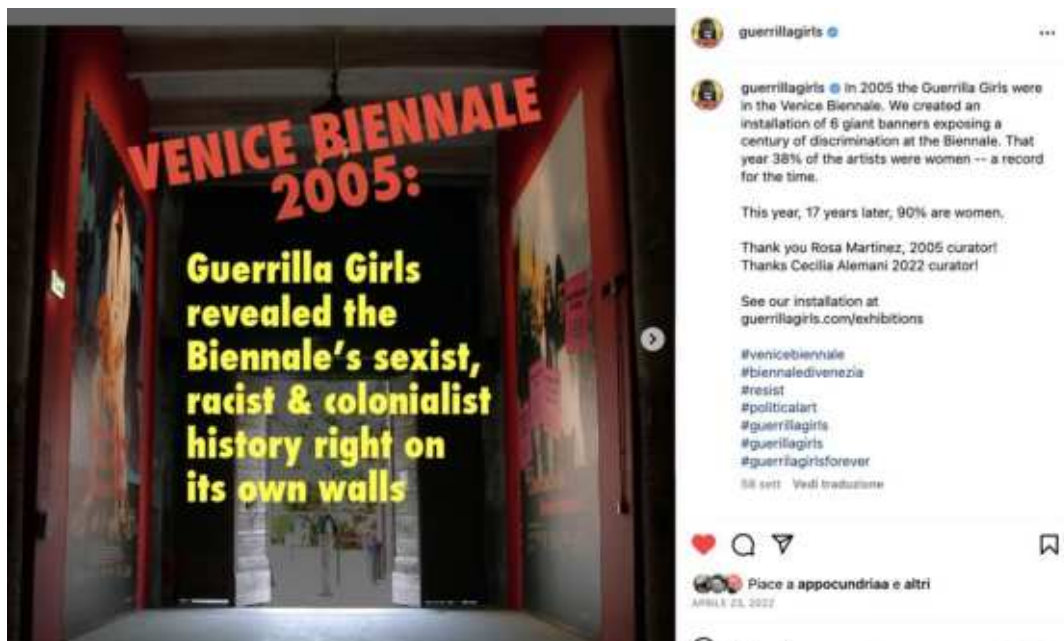 VENICE BIENNALE
2005:
Guerrilla Girls
revealed the
Biennale's sexist,
racist & colonialist
history right on
its own walls
guerrillagirls
guerrillagirls In 2005 the Guerrilla Girls were
in the Venice Biennale. We created an
installation of 6 giant banners exposing a
century of discrimination at the Biennale. That
year 38% of the artists were women -- a record
for the time.
This year, 17 years later, 90% are women.
Thank you Rosa Martinez, 2005 curator!
Thanks Cecilia Alemani 2022 curator!
See our installation at
guerrillagirls.com/exhibitions
#venicebiennale
#biennaledivenezia
#resist
#politicalart
#guerrillagirls
#guerillagirls
#guerrilagirlsforever
58 sett Vedi traduzione
Piace a appocundriaa e altri
APRILE 23, 2022